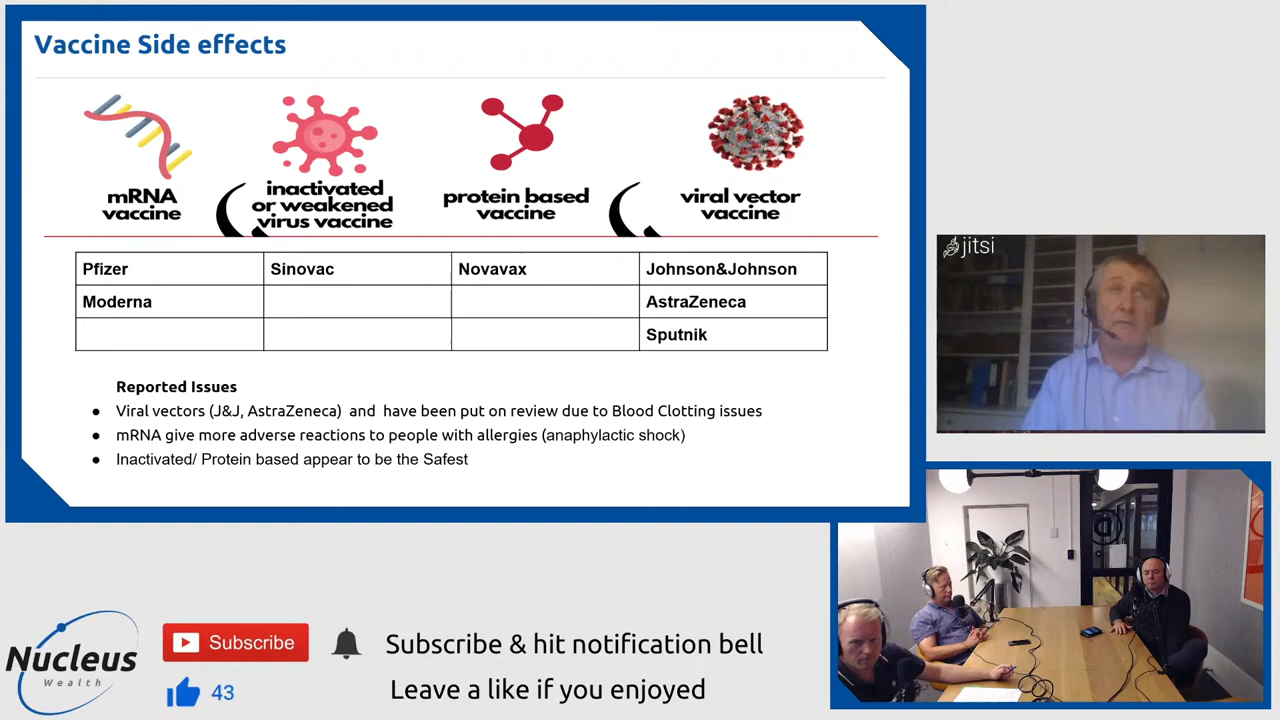 Vaccine Side effects
mRNA
vaccine
inactivated
or weakened
virus vaccine
protein based
vaccine
viral vector
vaccine
Pfizer
Sinovac
Novavax
Johnson&Johnson
Moderna
AstraZeneca
Sputnik
Reported Issues
● Viral vectors (J&J, AstraZeneca) and have been put on review due to Blood Clotting issues
● mRNA give more adverse reactions to people with allergies (anaphylactic shock)
● Inactivated/ Protein based appear to be the Safest
jitsi
Nucleus
Wealth
Subscribe
43
Subscribe & hit notification bell
Leave a like if you enjoyed